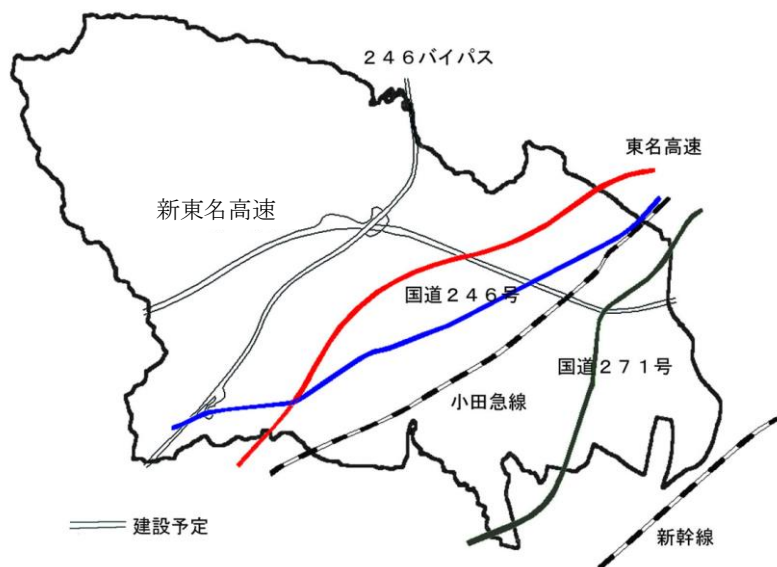 ２４６バイパス
東名高速
新東名高速
国道２４６号
国道２７１号
小田急線
建設予定
新幹線